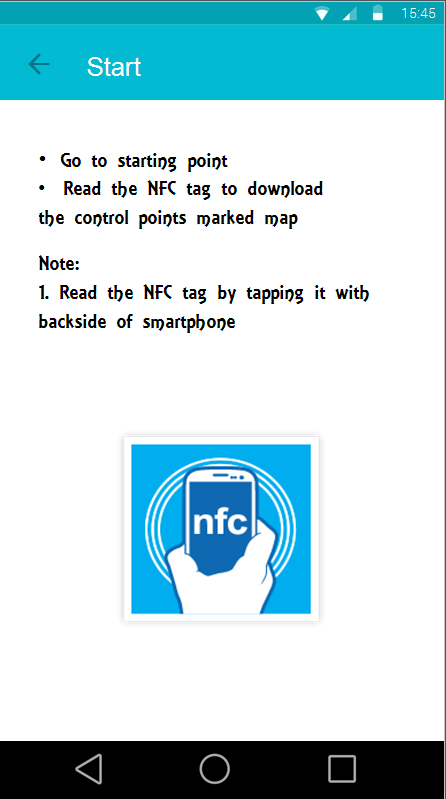 15:45
Start
• Go to starting point
• Read the NFC tag to download
the control points marked map
Note:
1. Read the NFC tag by tapping it with
backside of smartphone
nfc